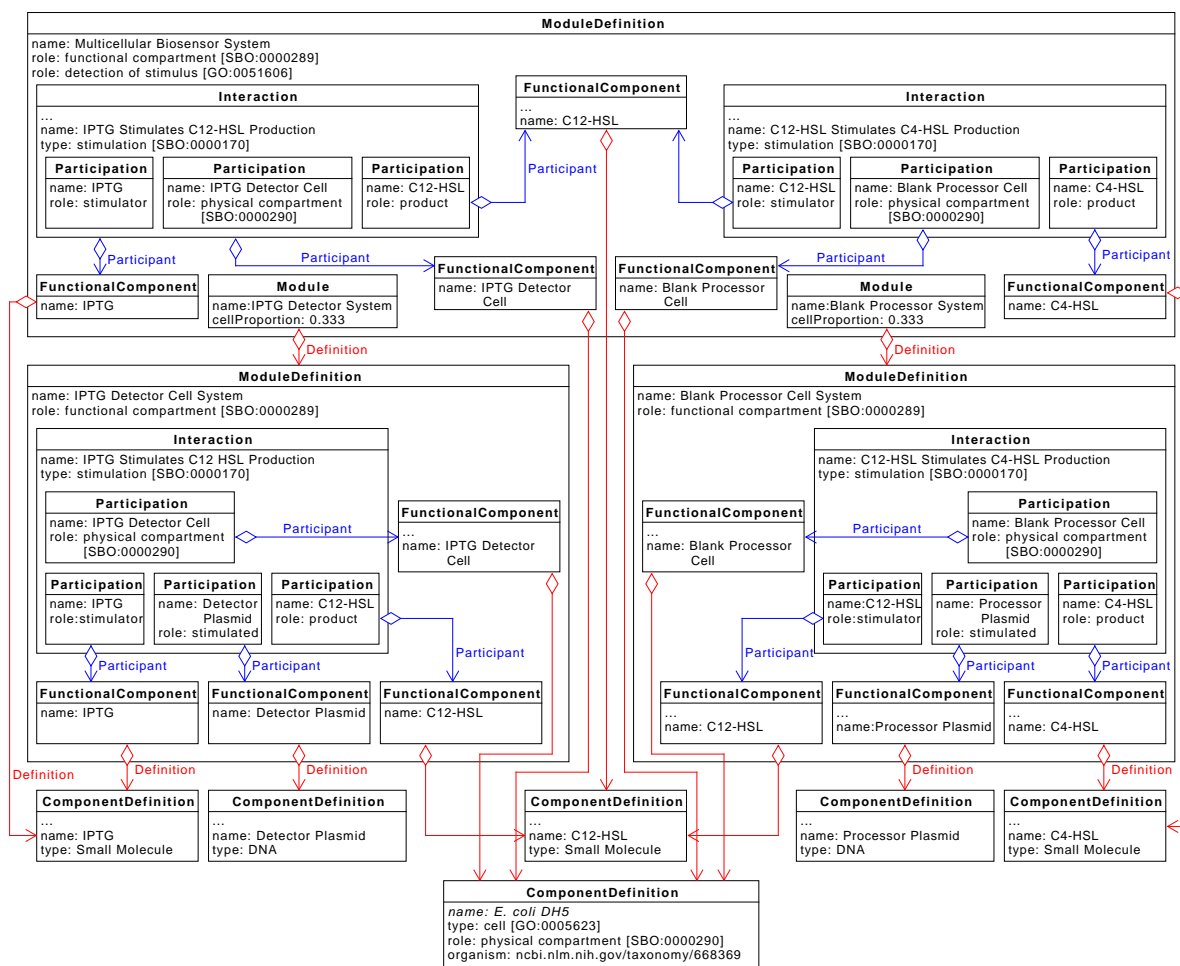 ModuleDefinition
name: Multicellular Biosensor System
role: functional compartment [SBO:0000289]
role: detection of stimulus [GO:0051606]
Interaction
...
name: IPTG Stimulates C12-HSL Production
type: stimulation [SBO:0000170]
Participation
name: IPTG
role: stimulator
Participation
name: IPTG Detector Cell
role: physical compartment
[SBO:0000290]
Participation
name: C12-HSL
role: product
FunctionalComponent
...
name: C12-HSL
Participant
Interaction
...
name: C12-HSL Stimulates C4-HSL Production
type: stimulation [SBO:0000170]
Participation
name: C12-HSL
role: stimulator
Participation
name: Blank Processor Cell
role: physical compartment
[SBO:0000290]
Participation
name: C4-HSL
role: product
Participant
Participant
Participant
Participant
FunctionalComponent
name: IPTG
Module
name:IPTG Detector System
cellProportion: 0.333
FunctionalComponent
name: IPTG Detector
Cell
FunctionalComponent
name: Blank Processor
Cell
Module
name:Blank Processor System
cellProportion: 0.333
FunctionalComponent
...
name: C4-HSL
Definition
Definition
ModuleDefinition
name: IPTG Detector Cell System
role: functional compartment [SBO:0000289]
Interaction
name: IPTG Stimulates C12 HSL Production
type: stimulation [SBO:0000170]
Participation
name: IPTG Detector Cell
role: physical compartment
[SBO:0000290]
Participant
FunctionalComponent
...
name: IPTG Detector
Cell
Participation
name: IPTG
role:stimulator
Participation
name: Detector
Plasmid
role: stimulated
Participation
name: C12-HSL
role: product
Participant
Participant
Participant
FunctionalComponent
name: IPTG
FunctionalComponent
name: Detector Plasmid
FunctionalComponent
name: C12-HSL
ModuleDefinition
name: Blank Processor Cell System
role: functional compartment [SBO:0000289]
Interaction
name: C12-HSL Stimulates C4-HSL Production
type: stimulation [SBO:0000170]
Participation
name: Blank Processor Cell
role: physical compartment
[SBO:0000290]
Participant
FunctionalComponent
...
name: Blank Processor
Cell
Participation
name:C12-HSL
role:stimulator
Participation
name: Processor
Plasmid
role: stimulated
Participation
name: C4-HSL
role: product
Participant
Participant
Participant
FunctionalComponent
...
name: C12-HSL
FunctionalComponent
...
name:Processor Plasmid
FunctionalComponent
...
name: C4-HSL
Definition
Definition
Definition
Definition
Definition
ComponentDefinition
...
name: IPTG
type: Small Molecule
ComponentDefinition
...
name: Detector Plasmid
type: DNA
ComponentDefinition
...
name: C12-HSL
type: Small Molecule
ComponentDefinition
...
name: Processor Plasmid
type: DNA
ComponentDefinition
...
name: C4-HSL
type: Small Molecule
ComponentDefinition
name: E. coli DH5
type: cell [GO:0005623]
role: physical compartment [SBO:0000290]
organism: ncbi.nlm.nih.gov/taxonomy/668369